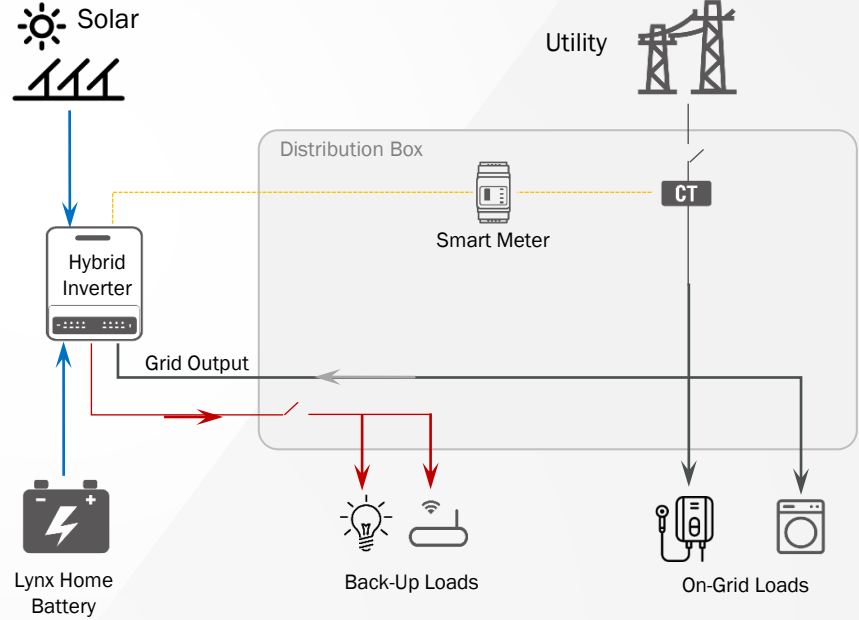 Solar
Utility
Distribution Box
CT
Smart Meter
Hybrid
Inverter
Grid Output
Lynx Home
Battery
Back-Up Loads
On-Grid Loads